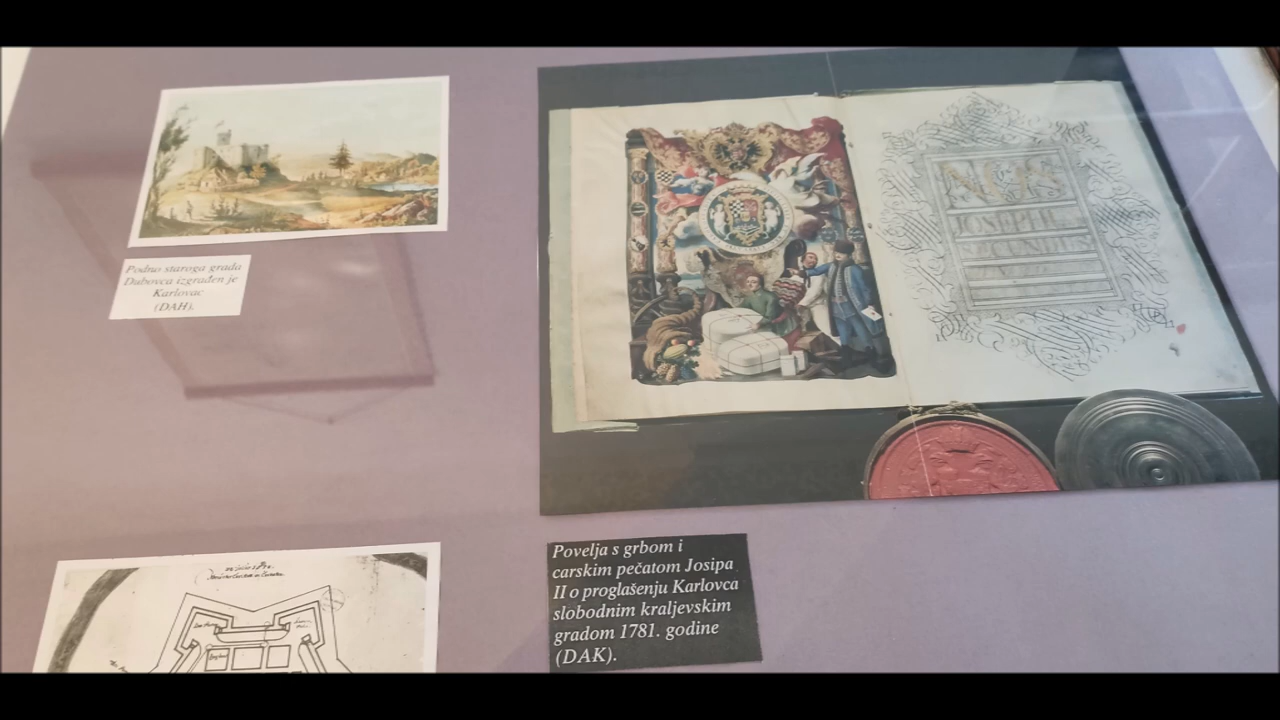 Podno staroga grada
Dubovca izgrađen je
Karlovac
(DAH).
NOS
JOSEPHUS
SECUNDUS
Povelja s grbom i
carskim pečatom Josipa
II o proglašenju Karlovca
slobodnim kraljevskim
gradom 1781. godine
(DAK).